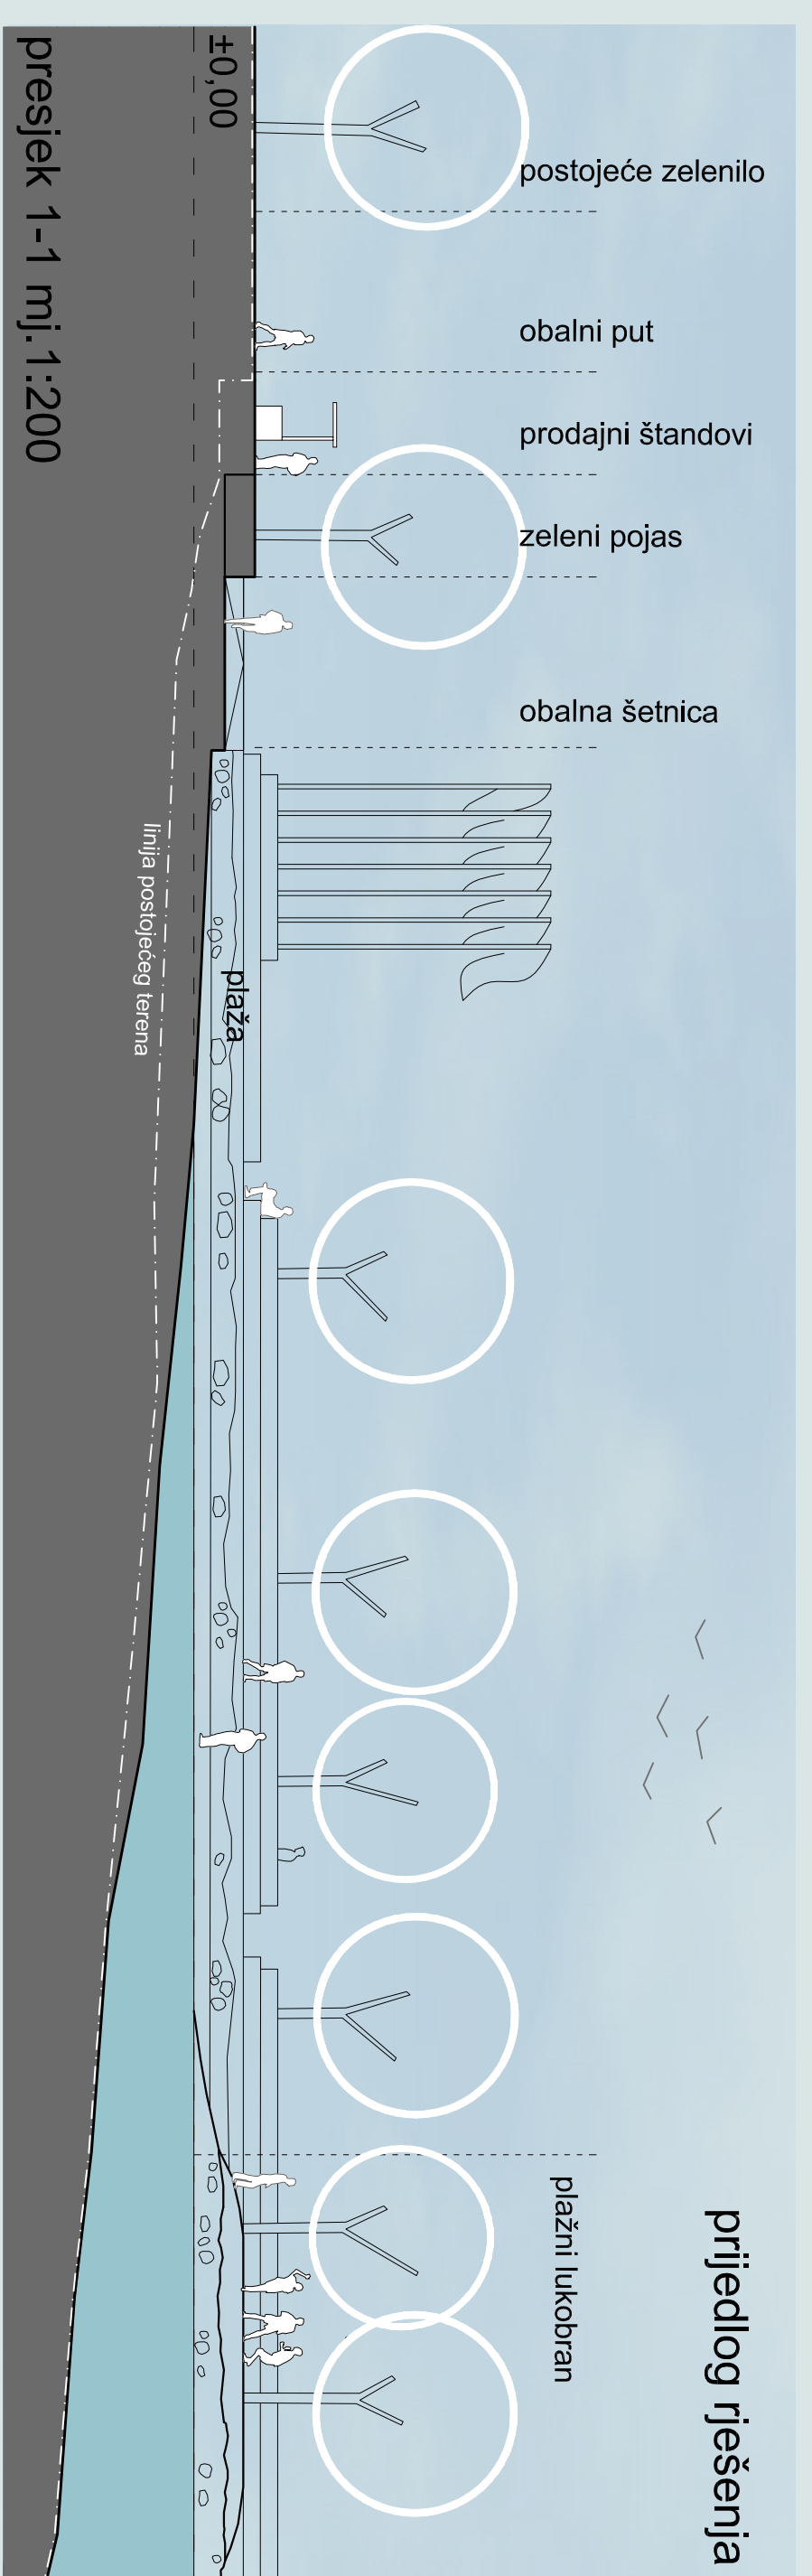 prijedlog rješenja
postojeće zelenilo
obalni put
prodajni štandovi
zeleni pojas
obalna šetnica
plažni lukobran
plaža
±0,00
linija postojećeg terena
presjek 1-1 mj.1:200